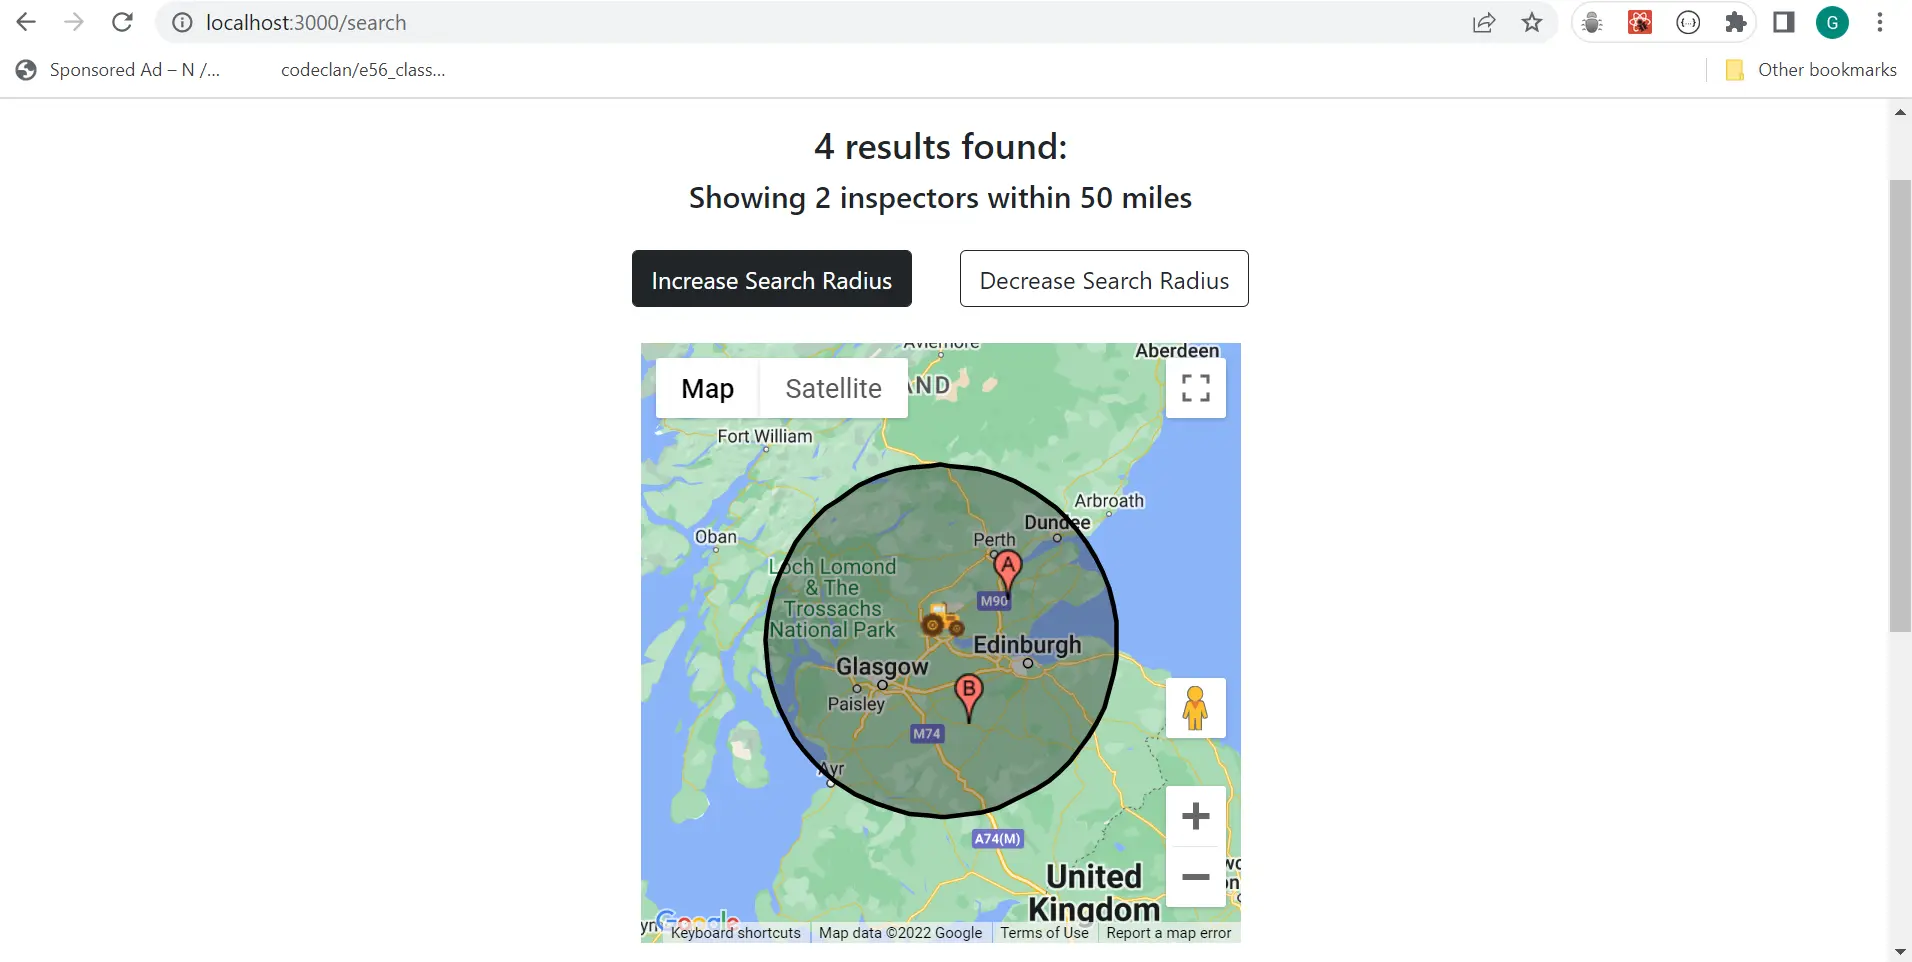 localhost:3000/search
G
Sponsored Ad – N /...
codeclan/e56_class...
Other bookmarks
4 results found:
Showing 2 inspectors within 50 miles
Increase Search Radius
Decrease Search Radius
Aviemore
Aberdeen
Map
Satellite
AND
Fort William
Arbroath
Dundee
Oban
Perth
A
Loch Lomond
& The
Trossachs
National Park
M90
Edinburgh
Glasgow
B
Paisley
M74
Ayr
A74(M)
United
Kingdom
Google
Keyboard shortcuts
Map data ©2022 Google
Terms of Use
Report a map error